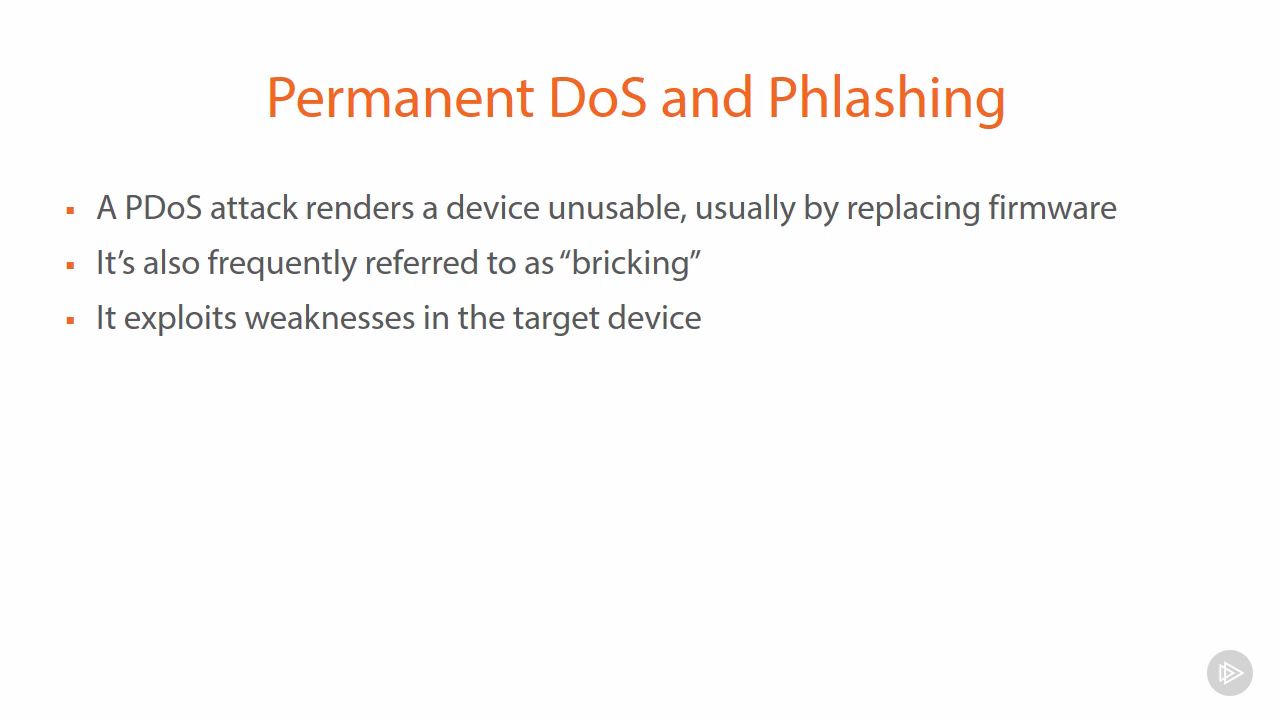 Permanent DoS and Phlashing
▪ A PDoS attack renders a device unusable, usually by replacing firmware
▪ It’s also frequently referred to as “bricking”
▪ It exploits weaknesses in the target device